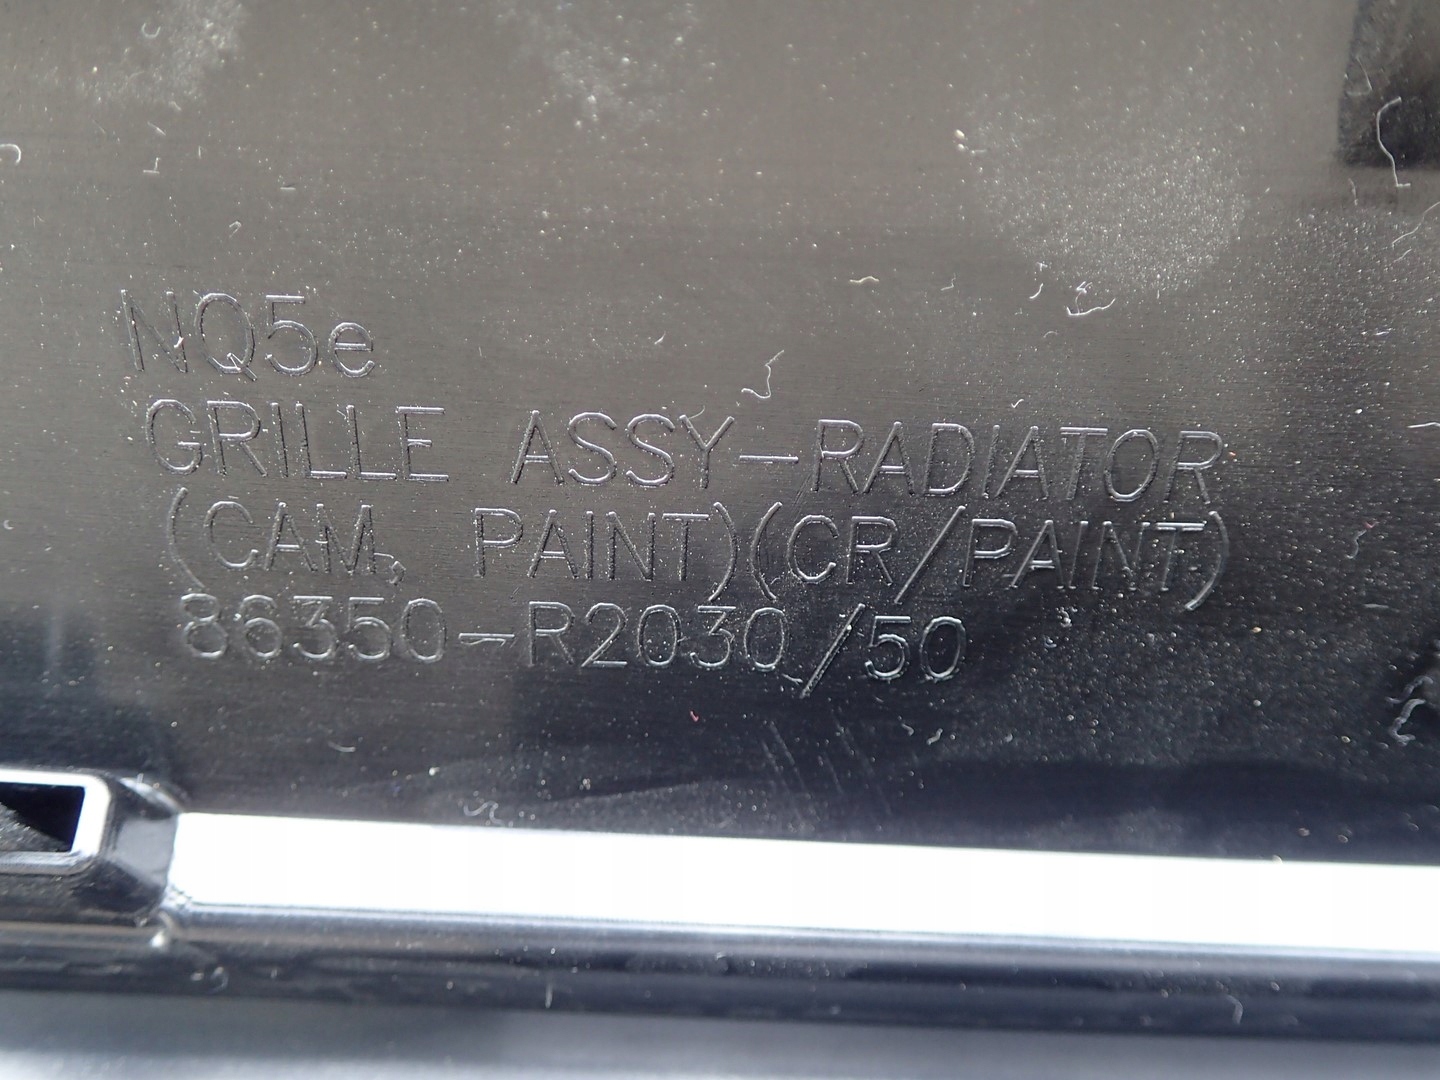 NQ5e
GRILLE ASSY-RADIATOR
(CAM, PAINT)(CR/PAINT)
86350-R2030/50